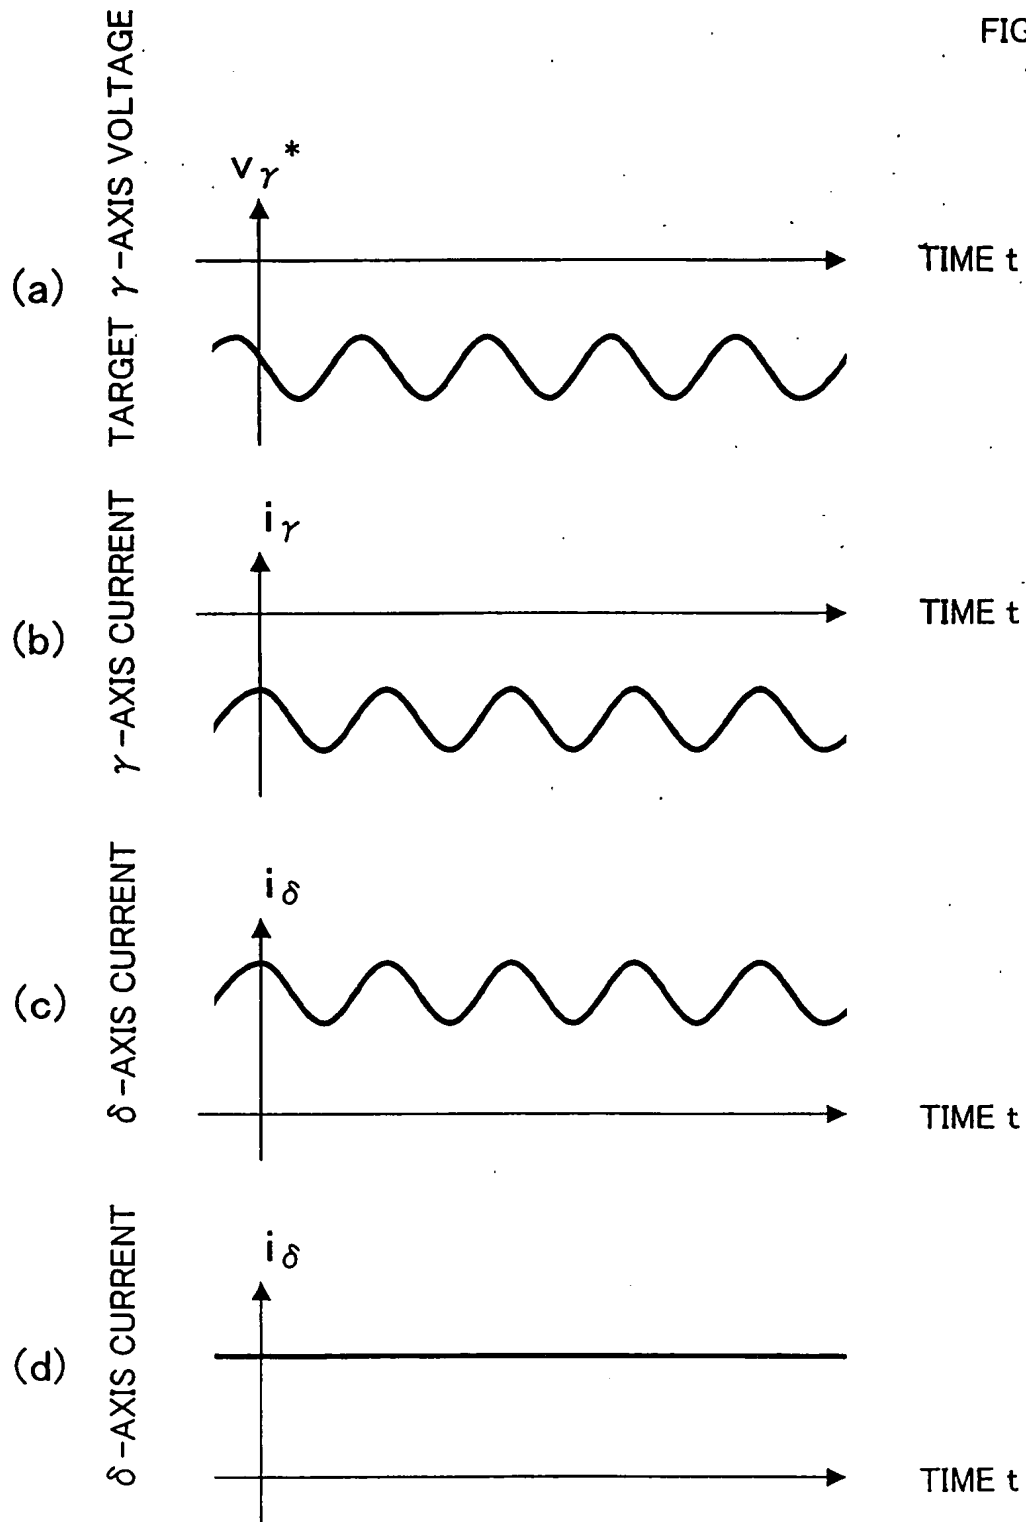 FIG
(a)
TARGET γ-AXIS VOLTAGE
vγ*
TIME t
(b)
γ-AXIS CURRENT
iγ
TIME t
(c)
δ-AXIS CURRENT
iδ
TIME t
(d)
δ-AXIS CURRENT
iδ
TIME t